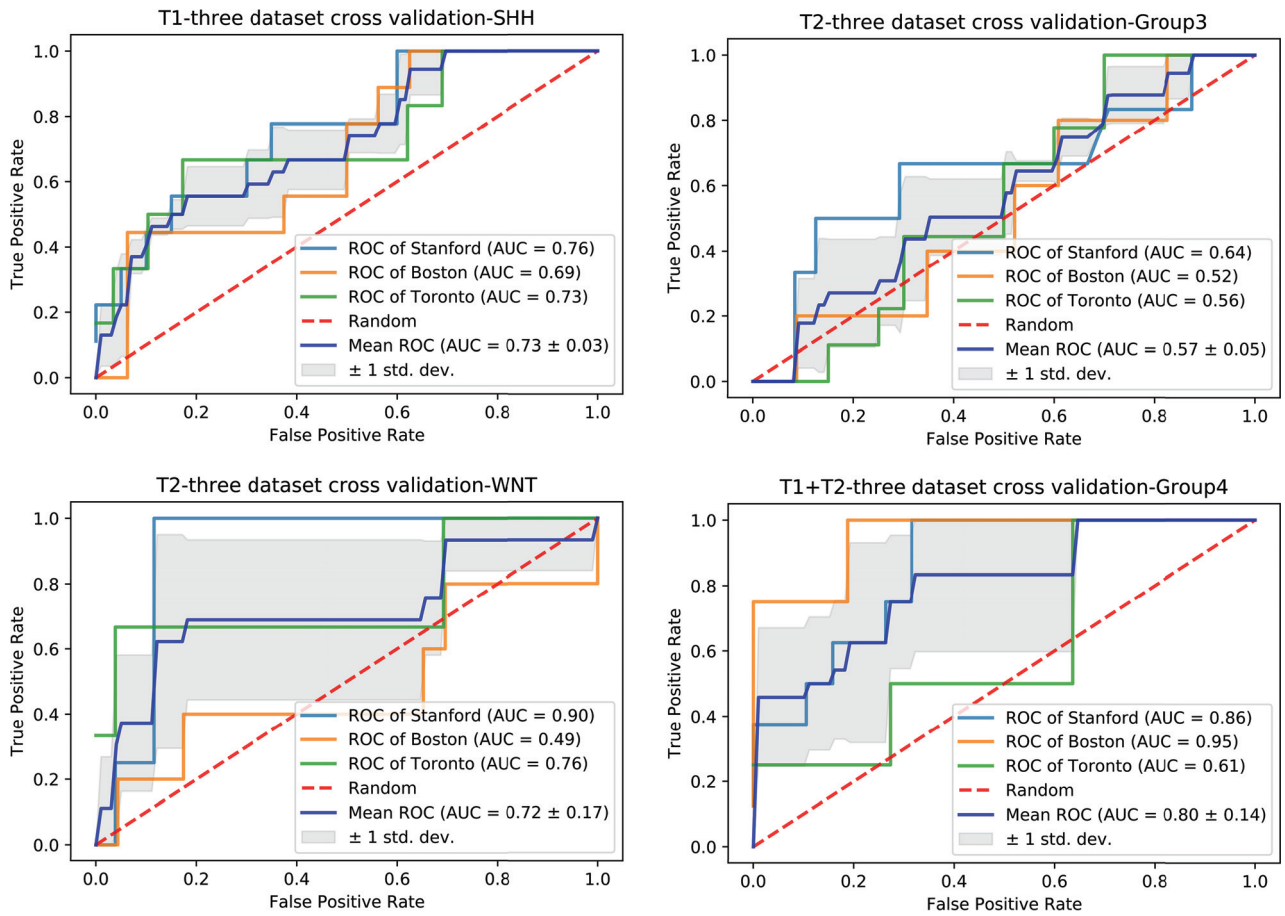 T1-three dataset cross validation-SHH
True Positive Rate
1.0
0.8
0.6
0.4
0.2
0.0
ROC of Stanford (AUC = 0.76)
ROC of Boston (AUC = 0.69)
ROC of Toronto (AUC = 0.73)
Random
Mean ROC (AUC = 0.73 ± 0.03)
± 1 std. dev.
0.0 0.2 0.4 0.6 0.8 1.0
False Positive Rate
T2-three dataset cross validation-Group3
True Positive Rate
1.0
0.8
0.6
0.4
0.2
0.0
ROC of Stanford (AUC = 0.64)
ROC of Boston (AUC = 0.52)
ROC of Toronto (AUC = 0.56)
Random
Mean ROC (AUC = 0.57 ± 0.05)
± 1 std. dev.
0.0 0.2 0.4 0.6 0.8 1.0
False Positive Rate
T2-three dataset cross validation-WNT
True Positive Rate
1.0
0.8
0.6
0.4
0.2
0.0
ROC of Stanford (AUC = 0.90)
ROC of Boston (AUC = 0.49)
ROC of Toronto (AUC = 0.76)
Random
Mean ROC (AUC = 0.72 ± 0.17)
± 1 std. dev.
0.0 0.2 0.4 0.6 0.8 1.0
False Positive Rate
T1+T2-three dataset cross validation-Group4
True Positive Rate
1.0
0.8
0.6
0.4
0.2
0.0
ROC of Stanford (AUC = 0.86)
ROC of Boston (AUC = 0.95)
ROC of Toronto (AUC = 0.61)
Random
Mean ROC (AUC = 0.80 ± 0.14)
± 1 std. dev.
0.0 0.2 0.4 0.6 0.8 1.0
False Positive Rate